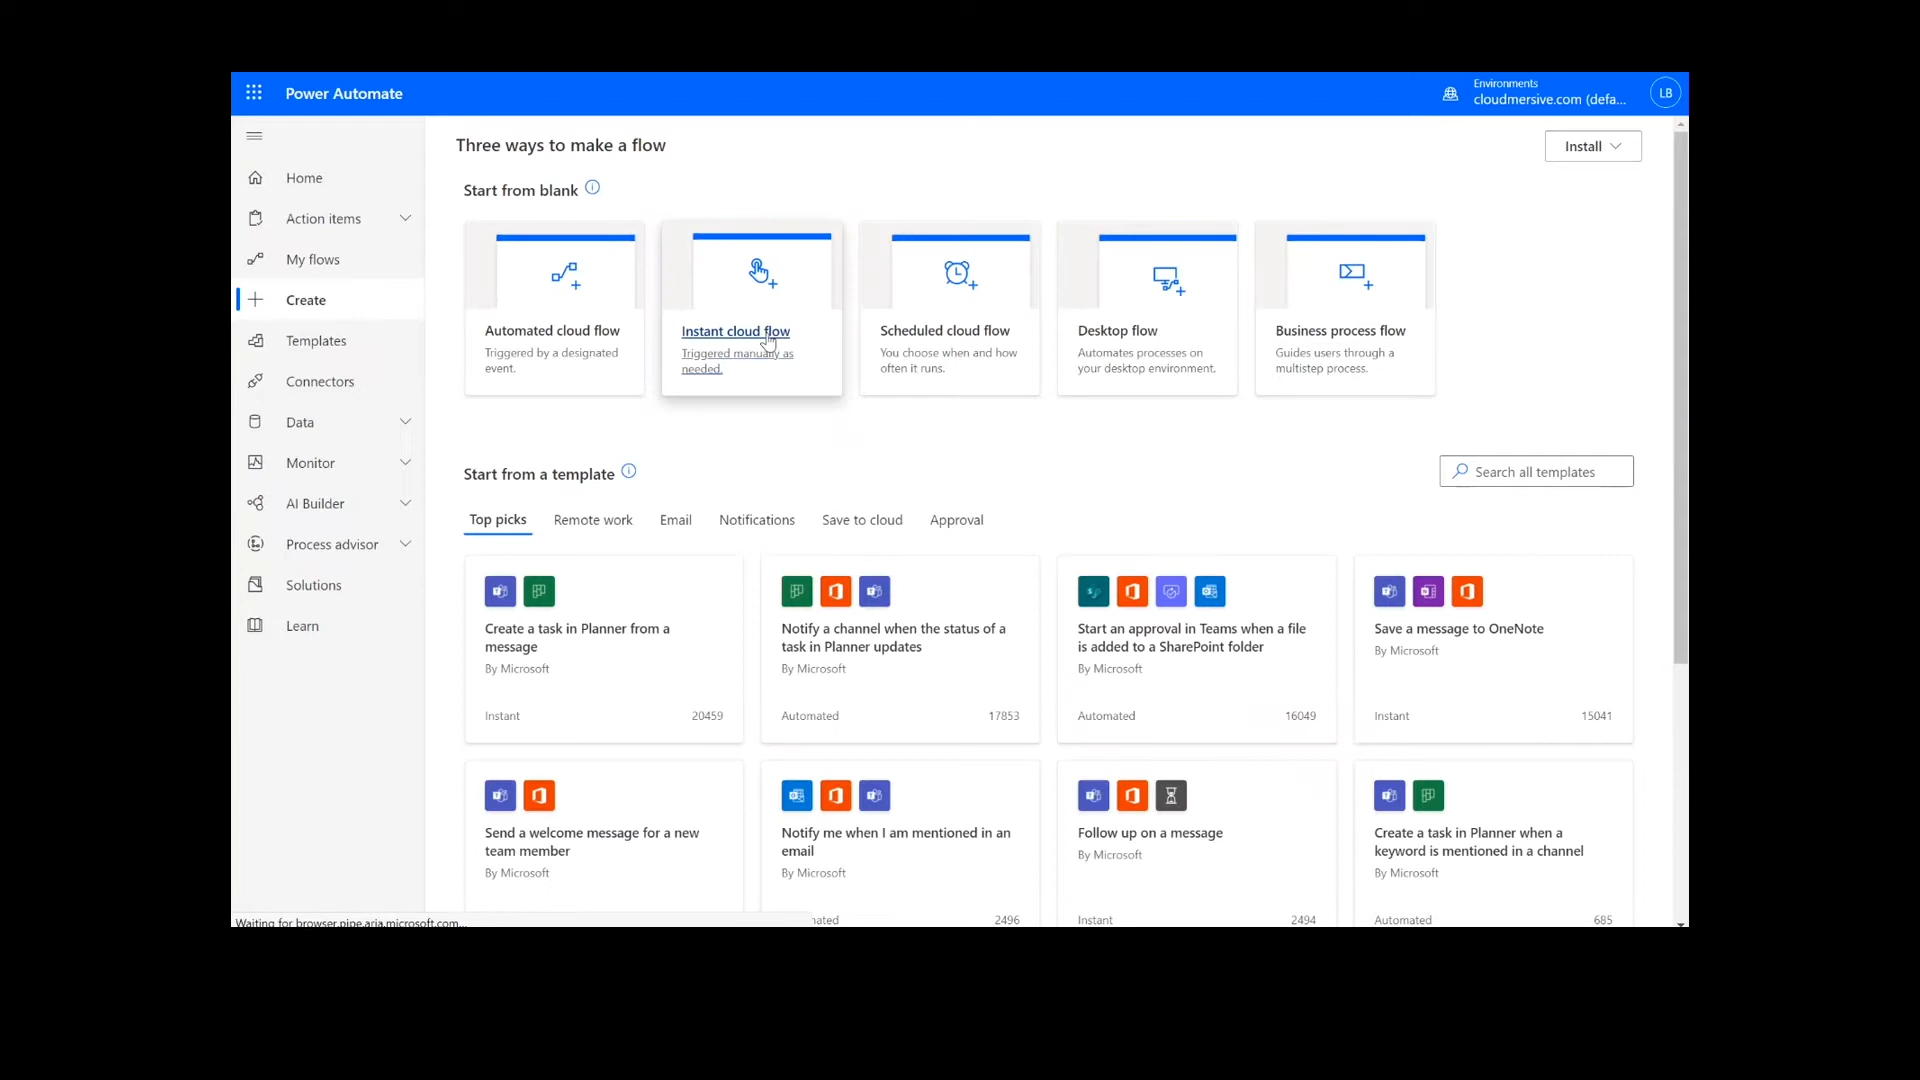 Power Automate
Environments
cloudmersive.com (defa...
LB
Home
Action items
My flows
Create
Templates
Connectors
Data
Monitor
AI Builder
Process advisor
Solutions
Learn
Three ways to make a flow
Install
Start from blank
Automated cloud flow
Triggered by a designated
event.
Instant cloud flow
Triggered manually as
needed.
Scheduled cloud flow
You choose when and how
often it runs.
Desktop flow
Automates processes on
your desktop environment.
Business process flow
Guides users through a
multistep process.
Start from a template
Search all templates
Top picks
Remote work
Email
Notifications
Save to cloud
Approval
Create a task in Planner from a
message
By Microsoft
Instant
20459
Notify a channel when the status of a
task in Planner updates
By Microsoft
Automated
17853
Start an approval in Teams when a file
is added to a SharePoint folder
By Microsoft
Automated
16049
Save a message to OneNote
By Microsoft
Instant
15041
Send a welcome message for a new
team member
By Microsoft
Notify me when I am mentioned in an
email
By Microsoft
mated
2496
Follow up on a message
By Microsoft
Instant
2494
Create a task in Planner when a
keyword is mentioned in a channel
By Microsoft
Automated
685
Waiting for browser.pipe.aria.microsoft.com...